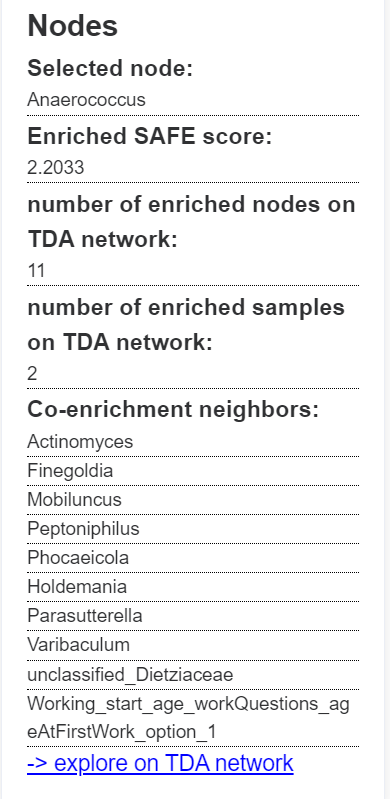 Nodes
Selected node:
Anaerococcus
Enriched SAFE score:
2.2033
number of enriched nodes on
TDA network:
11
number of enriched samples
on TDA network:
2
Co-enrichment neighbors:
Actinomyces
Finegoldia
Mobiluncus
Peptoniphilus
Phocaeicola
Holdemania
Parasutterella
Varibaculum
unclassified_Dietziaceae
Working_start_age_workQuestions_ag
eAtFirstWork_option_1
-> explore on TDA network